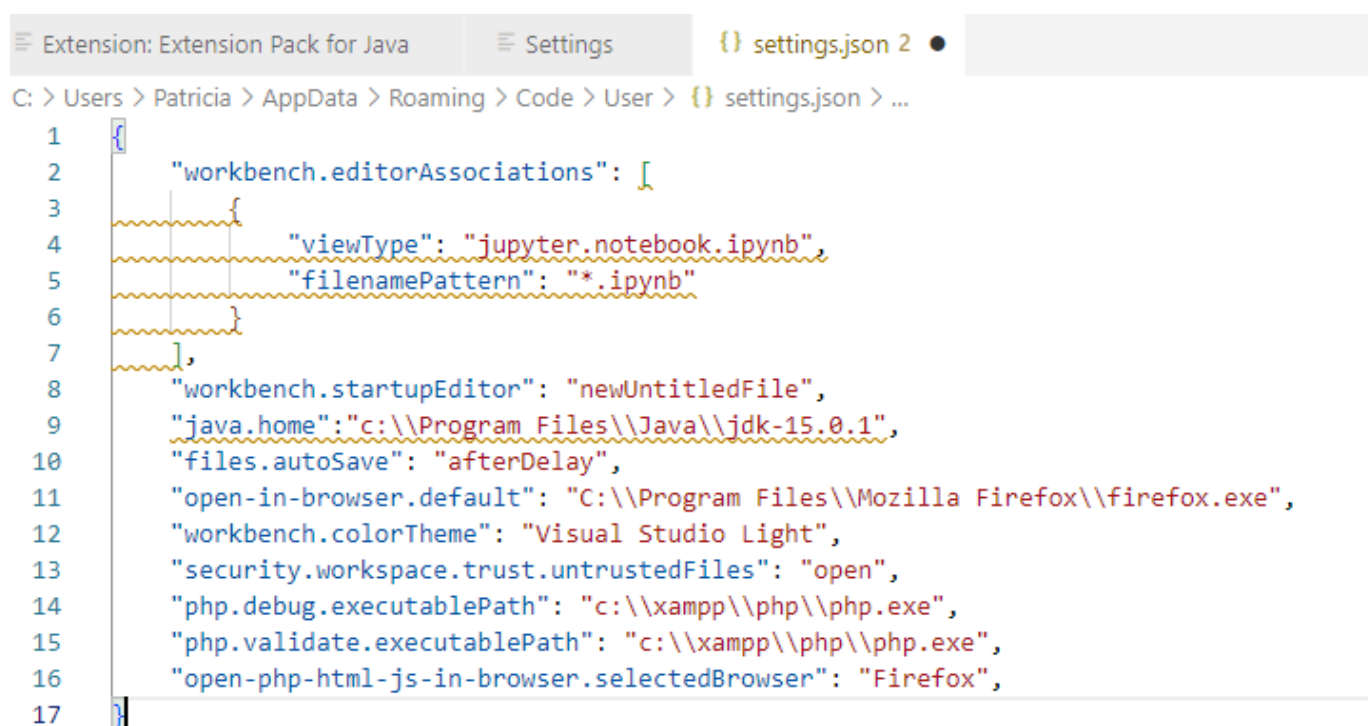 Extension: Extension Pack for Java Settings {} settings.json 2 ●
C: > Users > Patricia > AppData > Roaming > Code > User > {} settings.json > ...
1 {
2 "workbench.editorAssociations": [
3 {
4 "viewType": "jupyter.notebook.ipynb",
5 "filenamePattern": "*.ipynb"
6 }
7 ],
8 "workbench.startupEditor": "newUntitledFile",
9 "java.home":"c:\\Program Files\\Java\\jdk-15.0.1",
10 "files.autoSave": "afterDelay",
11 "open-in-browser.default": "C:\\Program Files\\Mozilla Firefox\\firefox.exe",
12 "workbench.colorTheme": "Visual Studio Light",
13 "security.workspace.trust.untrustedFiles": "open",
14 "php.debug.executablePath": "c:\\xampp\\php\\php.exe",
15 "php.validate.executablePath": "c:\\xampp\\php\\php.exe",
16 "open-php-html-js-in-browser.selectedBrowser": "Firefox",
17 }